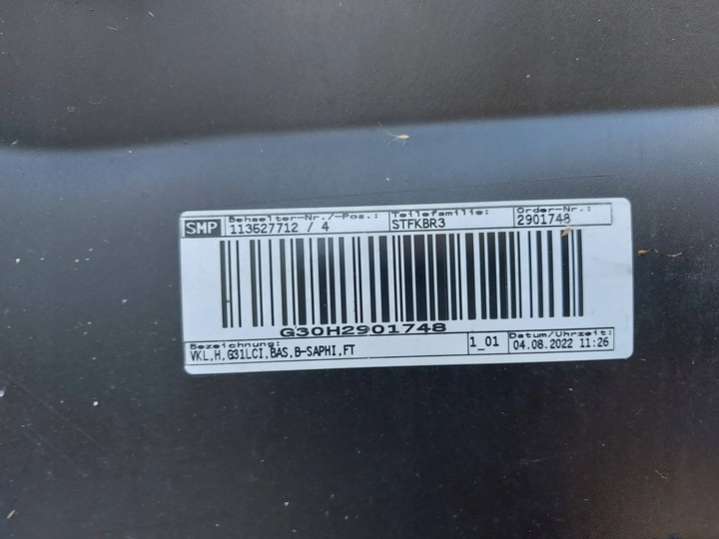 SMP
Behaelter-Nr./-Pos.: Teilefamilie: Order-Nr.:
113627712 / 4 STFKBR3 2901748
G30H2901748
Bezeichnung: Datum/Uhrzeit:
VKL,H,G31LCI,BAS,B-SAPHI,FT 1_01 04.08.2022 11:26